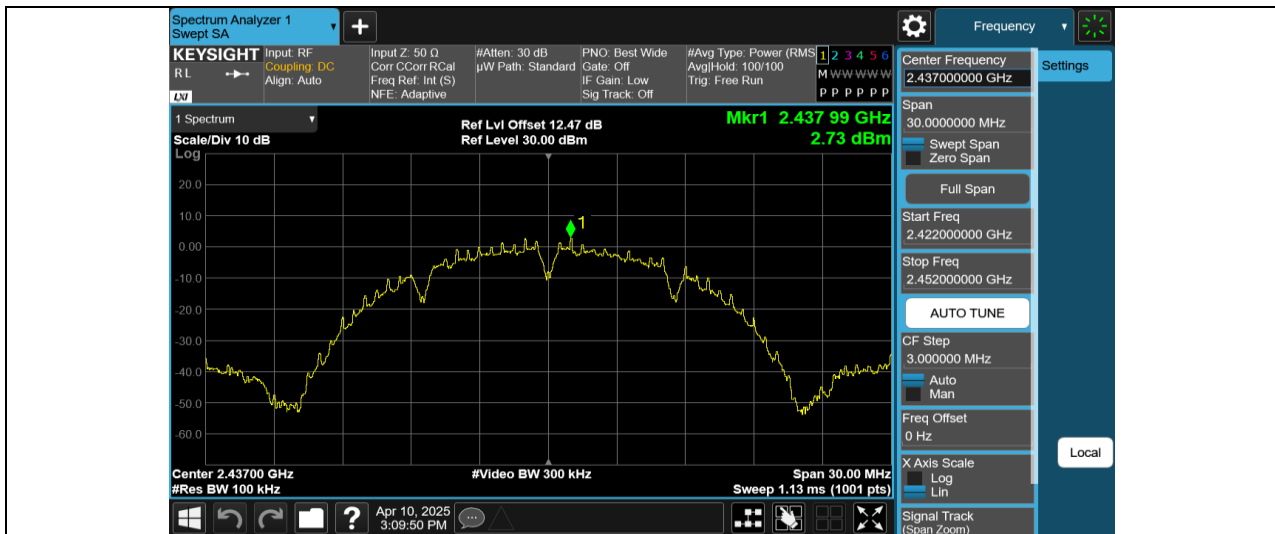 Spectrum Analyzer 1
Swept SA
+
Frequency
KEYSIGHT
R L
LXI
Input: RF
Coupling: DC
Align: Auto
Input Z: 50 Ω
Corr CCorr RCal
Freq Ref: Int (S)
NFE: Adaptive
#Atten: 30 dB
µW Path: Standard
PNO: Best Wide
Gate: Off
IF Gain: Low
Sig Track: Off
#Avg Type: Power (RMS
Avg|Hold: 100/100
Trig: Free Run
1 2 3 4 5 6
M W W W W W
P P P P P P
1 Spectrum
Scale/Div 10 dB
Ref Lvl Offset 12.47 dB
Ref Level 30.00 dBm
Mkr1 2.437 99 GHz
2.73 dBm
Log
20.0
10.0
0.00
-10.0
-20.0
-30.0
-40.0
-50.0
-60.0
1
Center 2.43700 GHz
#Res BW 100 kHz
#Video BW 300 kHz
Span 30.00 MHz
Sweep 1.13 ms (1001 pts)
Apr 10, 2025
3:09:50 PM
?
Center Frequency
2.437000000 GHz
Span
30.0000000 MHz
Swept Span
Zero Span
Full Span
Start Freq
2.422000000 GHz
Stop Freq
2.452000000 GHz
AUTO TUNE
CF Step
3.000000 MHz
Auto
Man
Freq Offset
0 Hz
X Axis Scale
Log
Lin
Signal Track
(Span Zoom)
Settings
Local